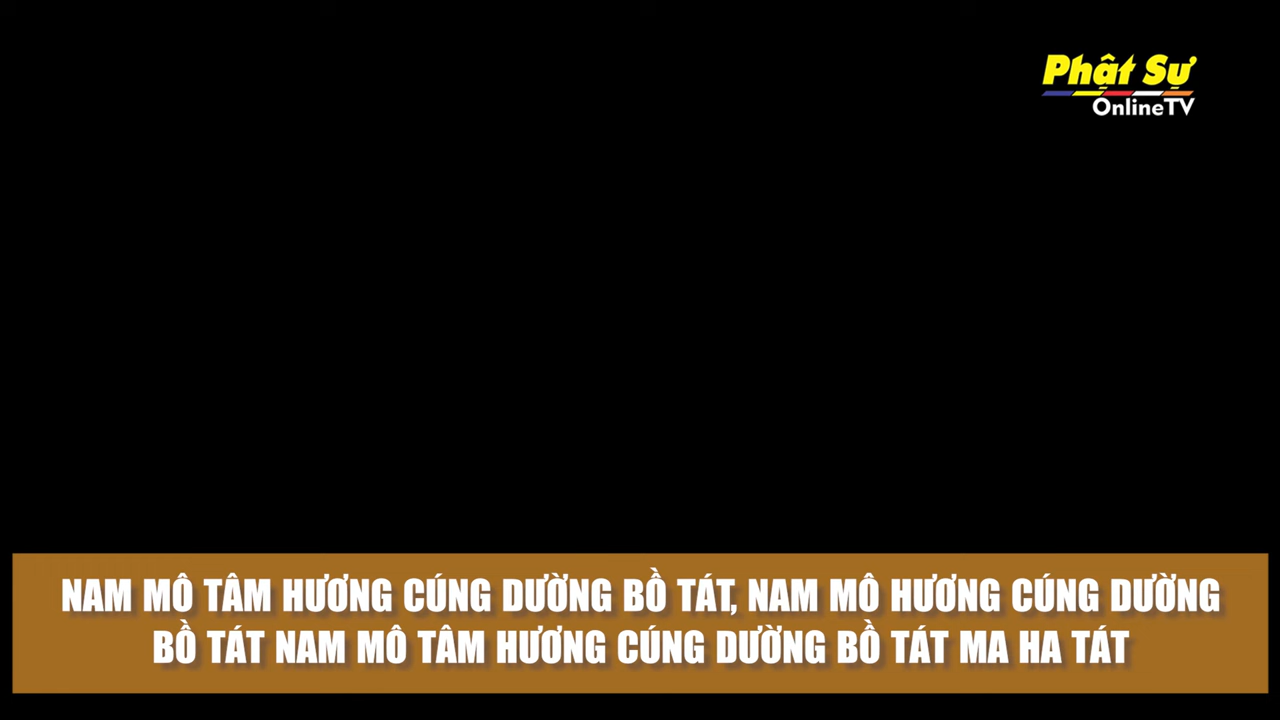 Phật Sự
OnlineTV
NAM MÔ TÂM HƯƠNG CÚNG DƯỜNG BỒ TÁT, NAM MÔ HƯƠNG CÚNG DƯỜNG
BỒ TÁT NAM MÔ TÂM HƯƠNG CÚNG DƯỜNG BỒ TÁT MA HA TÁT